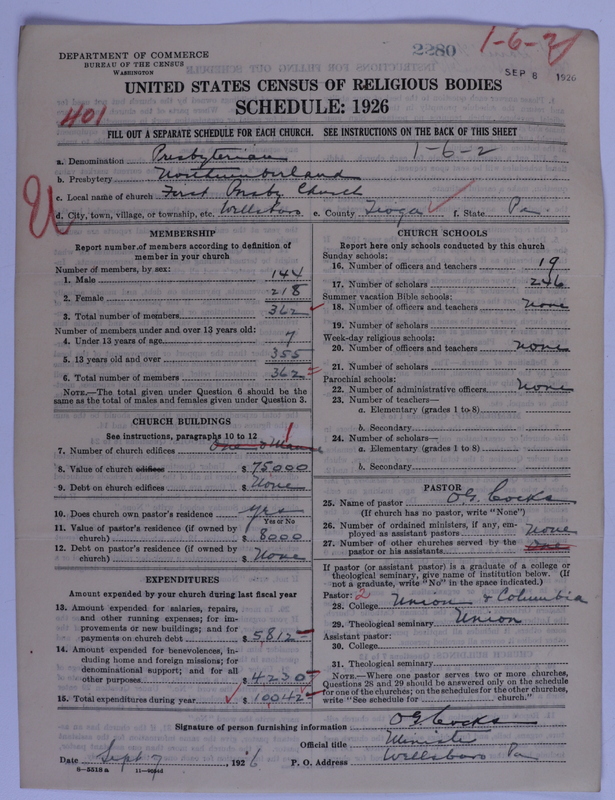 2280
1-6-2
SEP 8 1926
DEPARTMENT OF COMMERCE
BUREAU OF THE CENSUS
WASHINGTON
UNITED STATES CENSUS OF RELIGIOUS BODIES
SCHEDULE: 1926
401
FILL OUT A SEPARATE SCHEDULE FOR EACH CHURCH. SEE INSTRUCTIONS ON THE BACK OF THIS SHEET
a. Denomination Presbyterian 1-6-2
b. Presbytery Northumberland
c. Local name of church First Presby Church
d. City, town, village, or township, etc. Wellsboro e. County Tioga f. State Pa.
MEMBERSHIP
Report number of members according to definition of
member in your church
Number of members, by sex:
1. Male 144
2. Female 218
3. Total number of members 362
Number of members under and over 13 years old:
4. Under 13 years of age 7
5. 13 years old and over 355
6. Total number of members 362
NOTE.—The total given under Question 6 should be
same as the total of males and females given under Question 3.
CHURCH BUILDINGS
See instructions, paragraphs 10 to 12
7. Number of church edifices One 1
8. Value of church edifices $ 75000
9. Debt on church edifices $ None
10. Does church own pastor's residence yes
Yes or No
11. Value of pastor's residence (if owned by
church) $ 8000
12. Debt on pastor's residence (if owned by
church) $ None
EXPENDITURES
Amount expended by your church during last fiscal year
13. Amount expended for salaries, repairs,
and other running expenses; for im-
provements or new buildings; and for
payments on church debt $ 5,812
14. Amount expended for benevolences, in-
cluding home and foreign missions; for
denominational support; and for all
other purposes $ 4230
15. Total expenditures during year $ 10042
CHURCH SCHOOLS
Report here only schools conducted by this church
Sunday schools:
16. Number of officers and teachers 19
17. Number of scholars 246
Summer vacation Bible schools:
18. Number of officers and teachers None
19. Number of scholars
Week-day religious schools:
20. Number of officers and teachers None
21. Number of scholars
Parochial schools:
22. Number of administrative officers None
23. Number of teachers—
a. Elementary (grades 1 to 8)
b. Secondary
24. Number of scholars—
a. Elementary (grades 1 to 8)
b. Secondary
PASTOR
25. Name of pastor O G Cocks
(If church has no pastor, write "None")
26. Number of ordained ministers, if any, em-
ployed as assistant pastors None
27. Number of other churches served by the
pastor or his assistants
If pastor (or assistant pastor) is a graduate of a college or
theological seminary, give name of institution below. (If
not a graduate, write "No" in the space indicated.)
Pastor: 2
28. College Union & Columbia
29. Theological seminary Union
Assistant pastor:
30. College
31. Theological seminary
NOTE.—Where one pastor serves two or more churches,
Questions 28 and 29 should be answered only on the schedule
for one of the churches; on the schedules for the other churches,
write "See schedule for church."
Signature of person furnishing information O G Cocks
Official title Minister
Date Sept 7, 1926 P. O. Address Wellsboro Pa